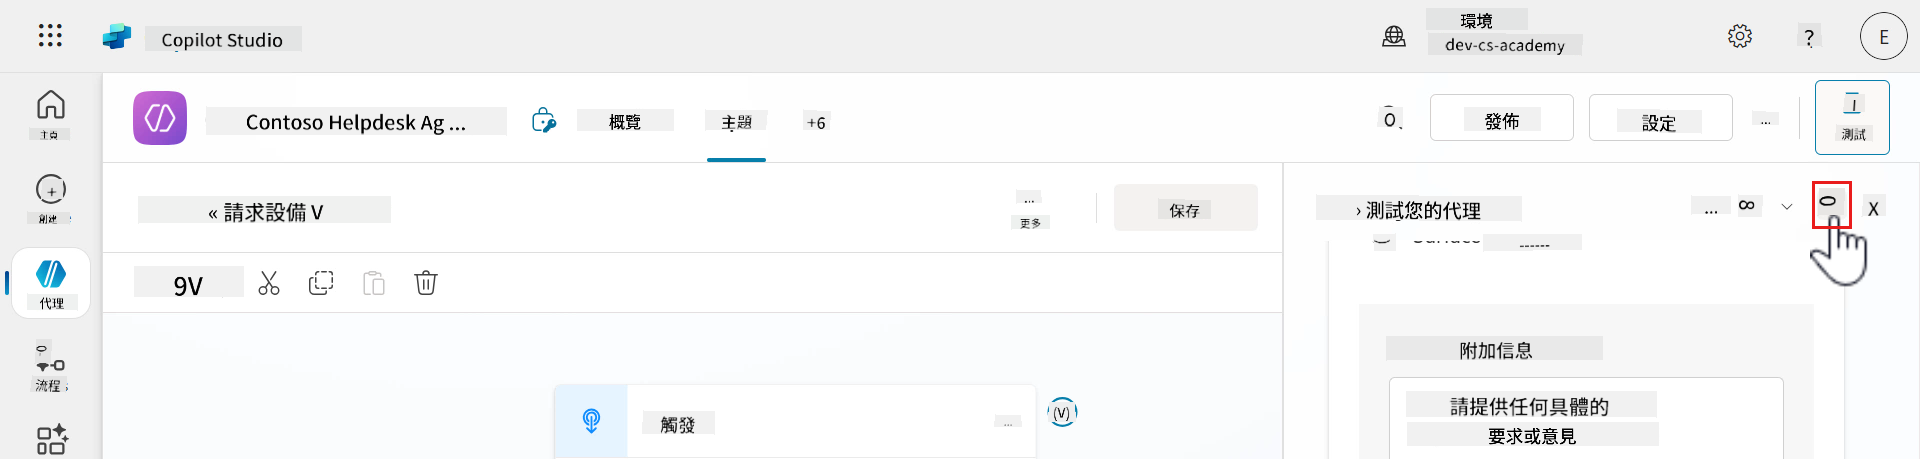 Copilot Studio
環境
dev-cs-academy
?
E
主頁
創建
代理
流程
Contoso Helpdesk Ag ...
概覽
主題
+6
發佈
設定
...
測試
« 請求設備 V
...
更多
保存
› 測試您的代理
...
X
9V
觸發
...
(V)
附加信息
請提供任何具體的
要求或意見